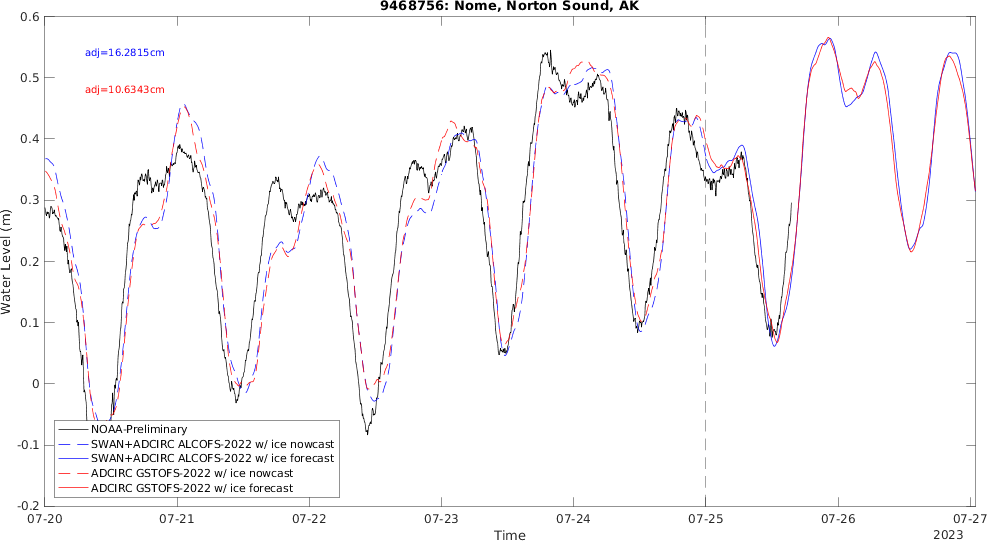 9468756: Nome, Norton Sound, AK
0.6
0.5
0.4
0.3
0.2
0.1
0
-0.1
-0.2
Water Level (m)
adj=16.2815cm
adj=10.6343cm
NOAA-Preliminary
SWAN+ADCIRC ALCOFS-2022 w/ ice nowcast
SWAN+ADCIRC ALCOFS-2022 w/ ice forecast
ADCIRC GSTOFS-2022 w/ ice nowcast
ADCIRC GSTOFS-2022 w/ ice forecast
07-20 07-21 07-22 07-23 07-24 07-25 07-26 07-27
Time
2023